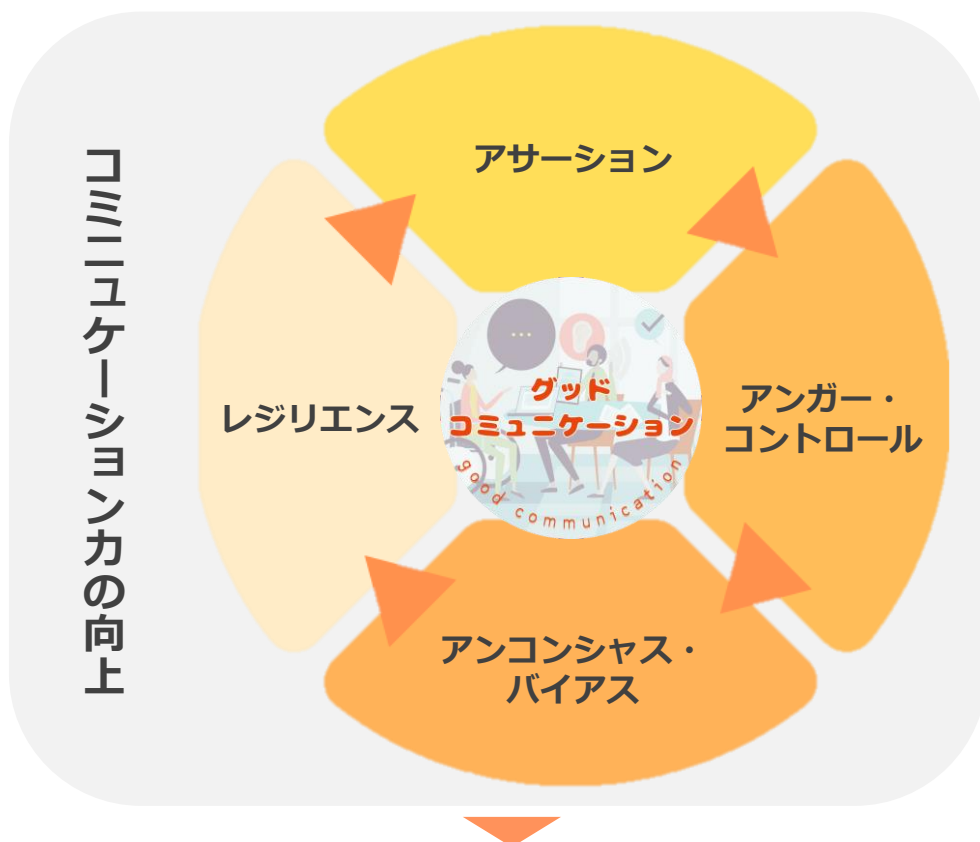 コミニュケーション力の向上
アサーション
アンガー・
コントロール
アンコンシャス・
バイアス
レジリエンス
グッド
コミュニケーション
good communication